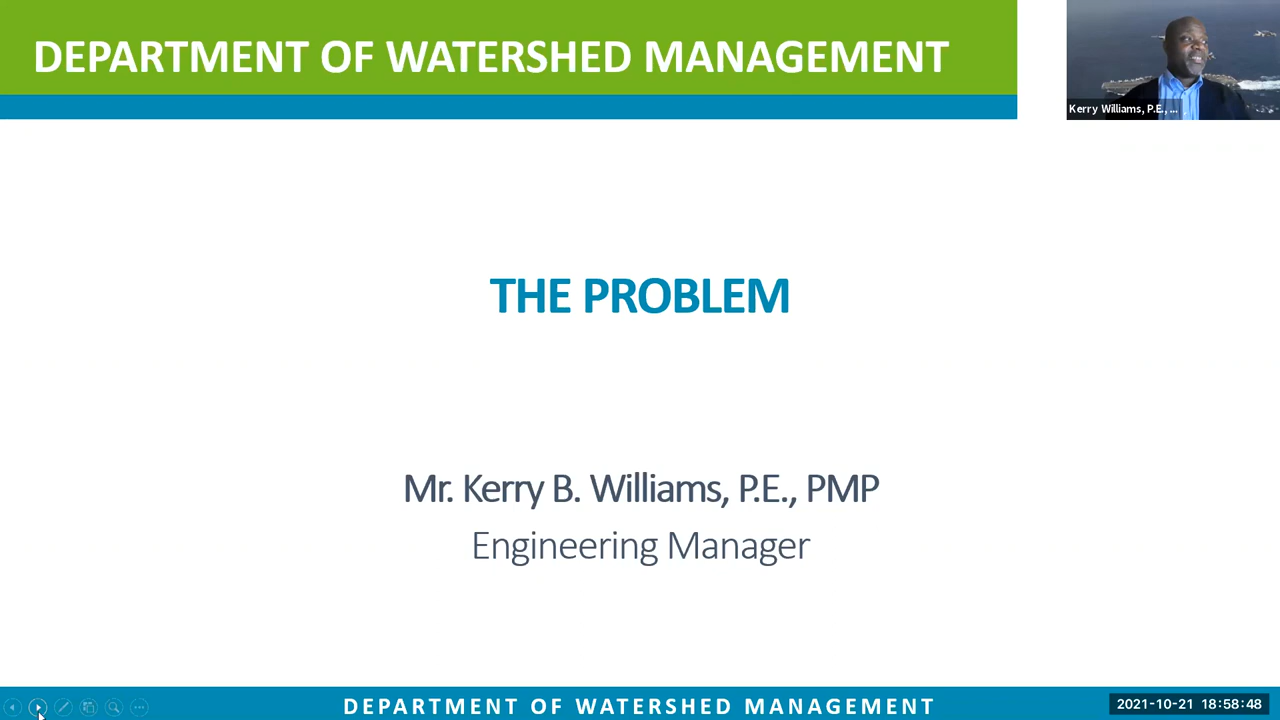 DEPARTMENT OF WATERSHED MANAGEMENT
Kerry Williams, P.E., ...
THE PROBLEM
Mr. Kerry B. Williams, P.E., PMP
Engineering Manager
DEPARTMENT OF WATERSHED MANAGEMENT
2021-10-21 18:58:48